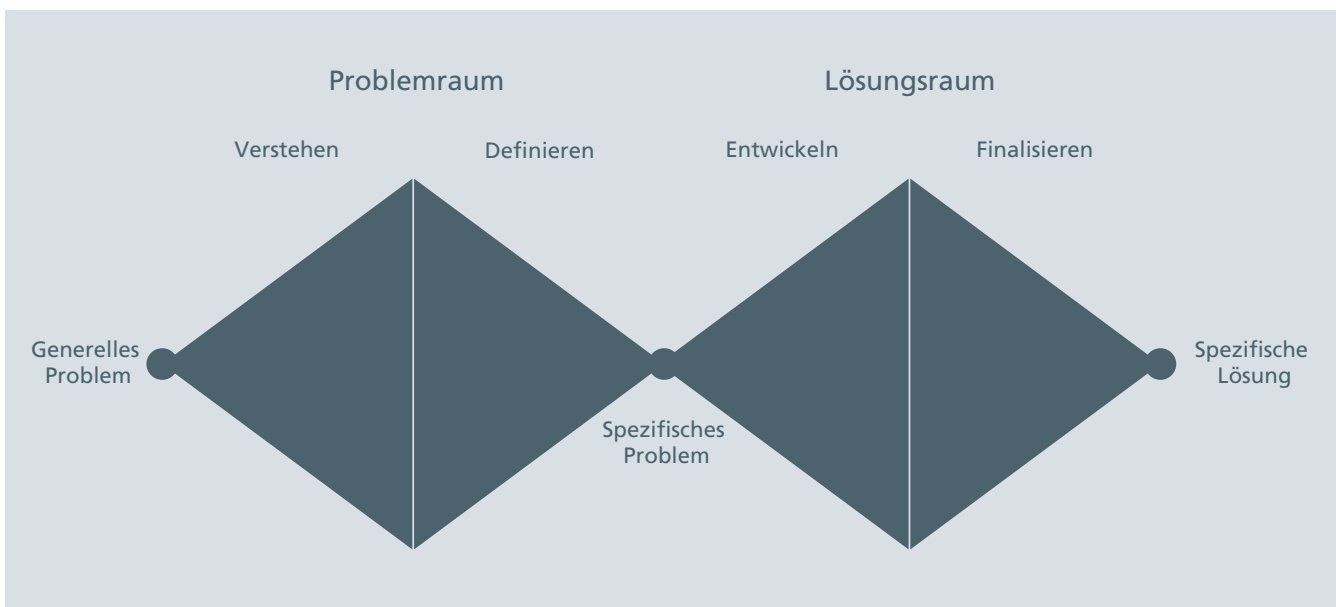 Problemraum
Lösungsraum
Verstehen
Definieren
Entwickeln
Finalisieren
Generelles
Problem
Spezifisches
Problem
Spezifische
Lösung